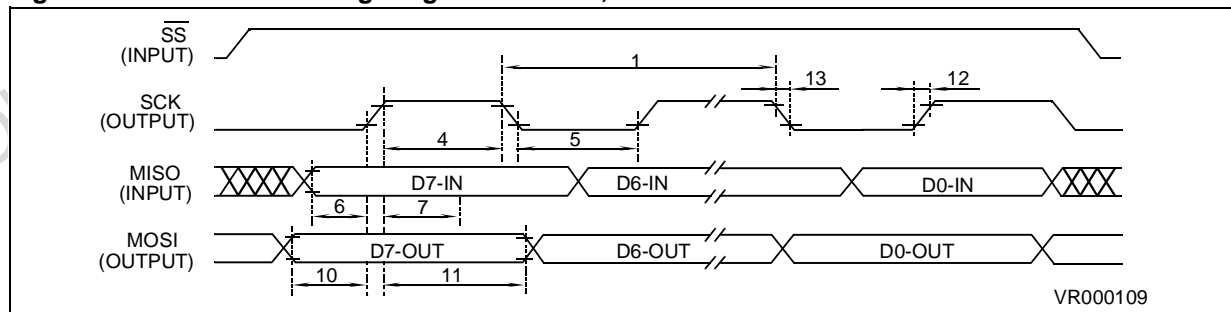 SS
(INPUT)
1
13
12
SCK
(OUTPUT)
4
5
MISO
(INPUT)
D7-IN
D6-IN
D0-IN
6
7
MOSI
(OUTPUT)
D7-OUT
D6-OUT
D0-OUT
10
11
VR000109